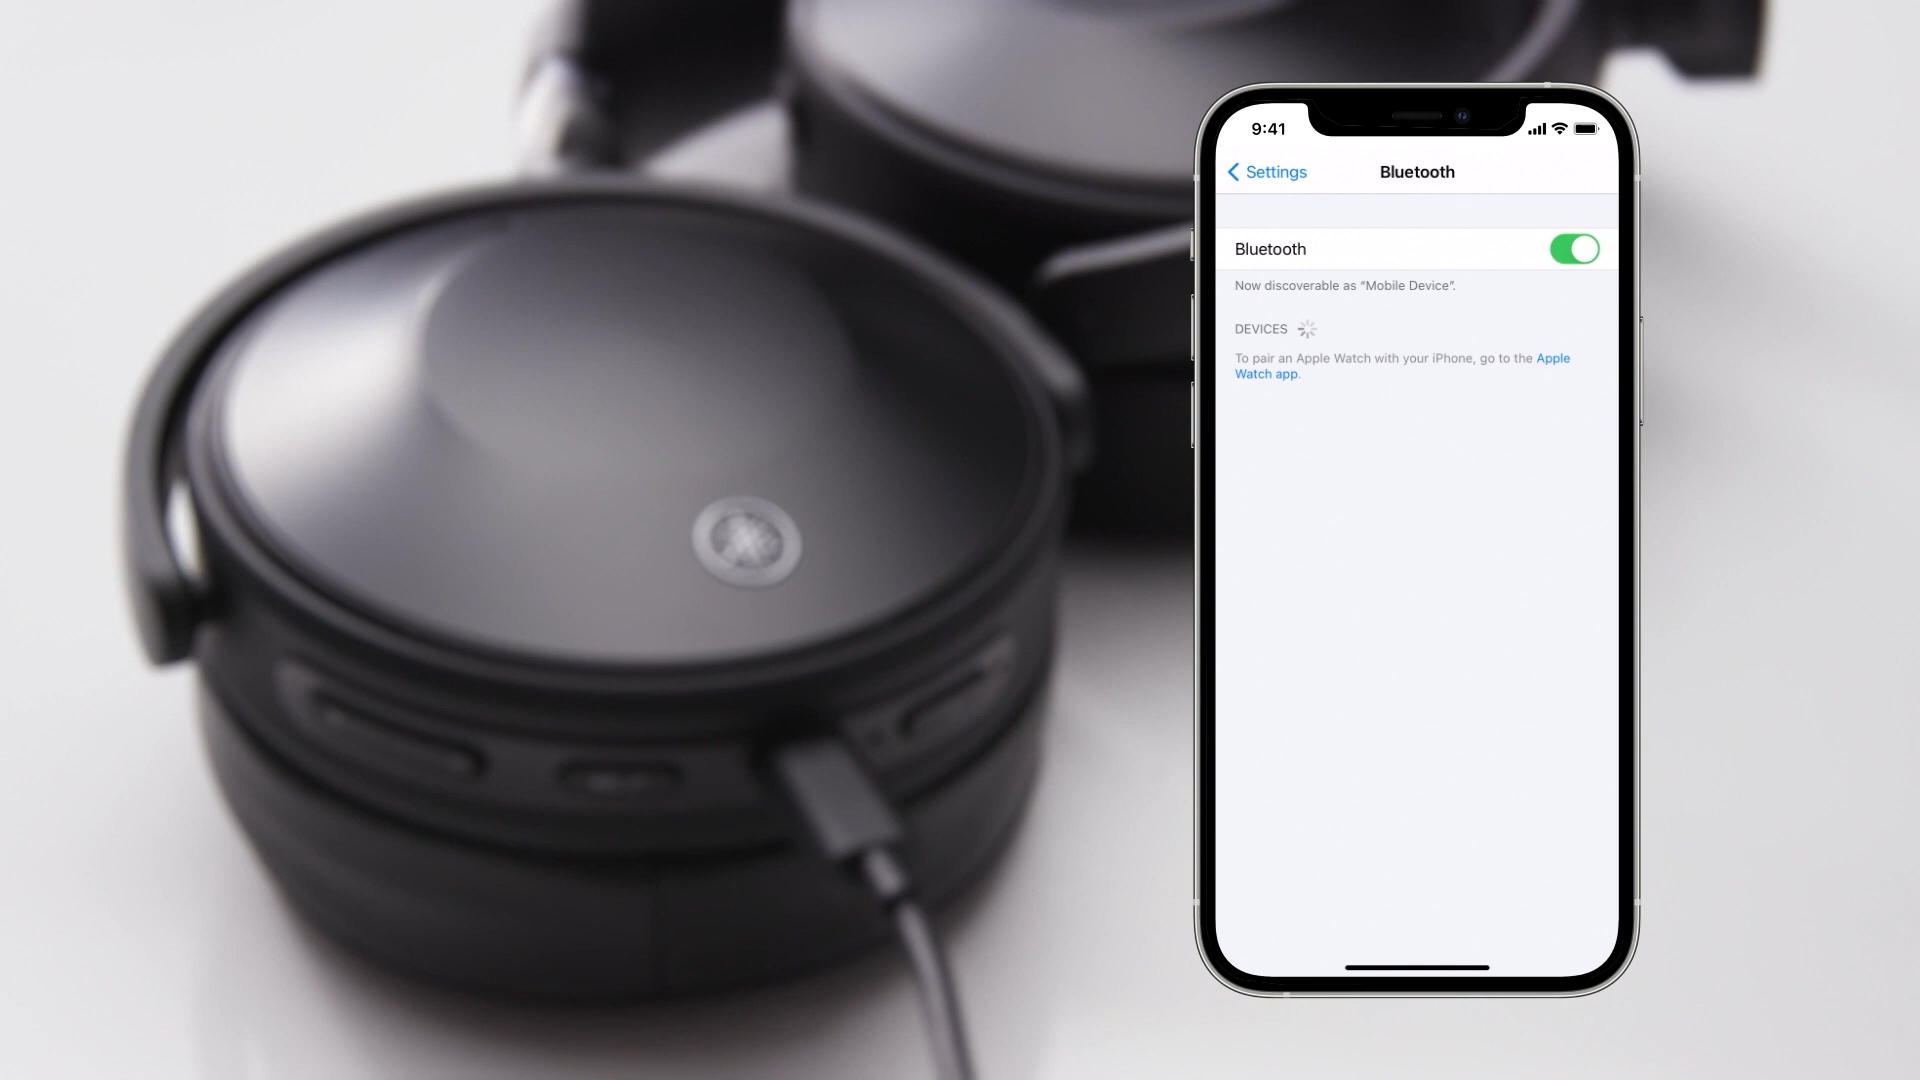 9:41
Settings Bluetooth
Bluetooth
Now discoverable as “Mobile Device”.
DEVICES
To pair an Apple Watch with your iPhone, go to the Apple
Watch app.